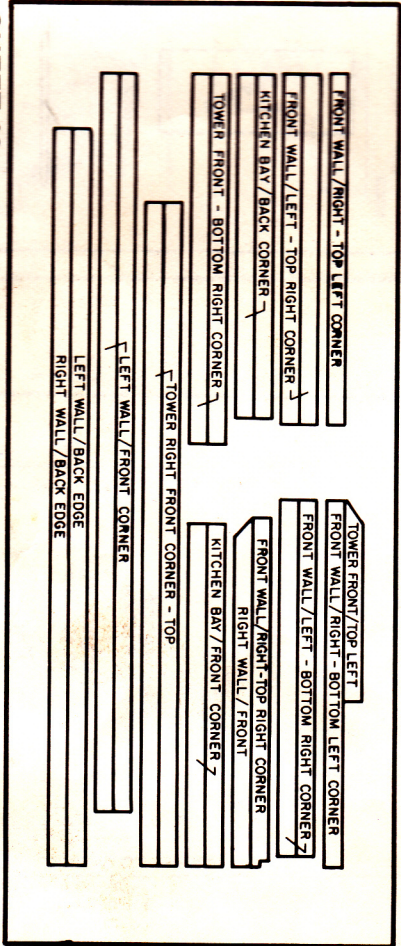 FRONT WALL/RIGHT - TOP LEFT CORNER
FRONT WALL/LEFT - TOP RIGHT CORNER
KITCHEN BAY/BACK CORNER
TOWER FRONT - BOTTOM RIGHT CORNER
TOWER FRONT/TOP LEFT
FRONT WALL/RIGHT - BOTTOM LEFT CORNER
FRONT WALL/LEFT - BOTTOM RIGHT CORNER
FRONT WALL/RIGHT-TOP RIGHT CORNER
RIGHT WALL/FRONT
KITCHEN BAY/FRONT CORNER
TOWER RIGHT FRONT CORNER - TOP
LEFT WALL/FRONT CORNER
LEFT WALL/BACK EDGE
RIGHT WALL/BACK EDGE